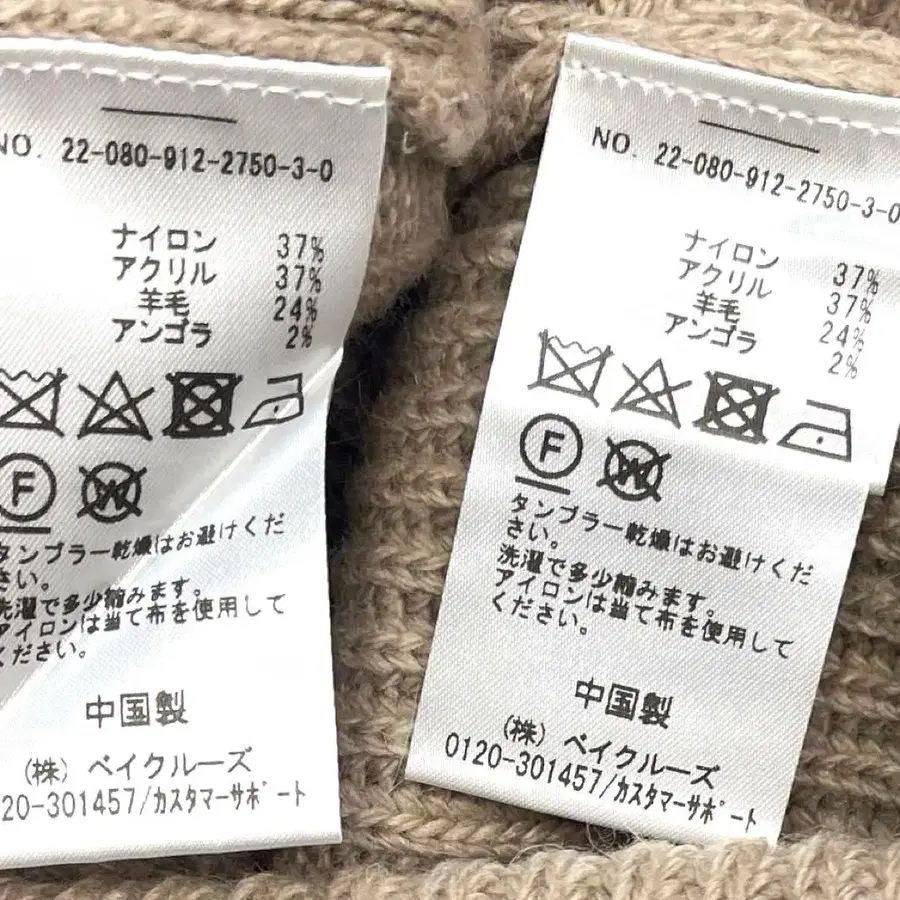 NO. 22-080-912-2750-3-0
ナイロン 37%
アクリル 37%
羊毛 24%
アンゴラ 2%
F
W
タンブラー乾燥はお避けくだ
さい。
洗濯で多少縮みます。
アイロンは当て布を使用して
ください。
中国製
(株) ベイクルーズ
20-301457/カスタマーサポート
NO. 22-080-912-2750-3-0
ナイロン 37%
アクリル 37%
羊毛 24%
アンゴラ 2%
F
W
タンブラー乾燥はお避けくだ
さい。
洗濯で多少縮みます。
アイロンは当て布を使用して
ください。
中国製
(株) ベイクルーズ
0120-301457/カスタマーサポート